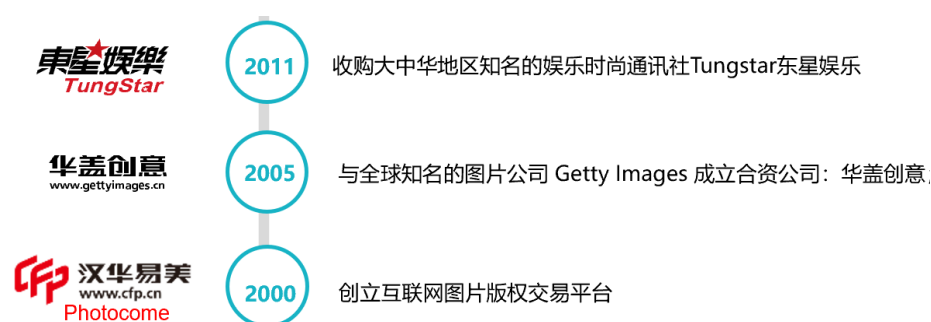 東星娱樂
TungStar
2011
收购大中华地区知名的娱乐时尚通讯社Tungstar东星娱乐
华盖创意
www.gettyimages.cn
2005
与全球知名的图片公司 Getty Images 成立合资公司：华盖创意；
CFP 汉华易美
www.cfp.cn
Photocome
2000
创立互联网图片版权交易平台